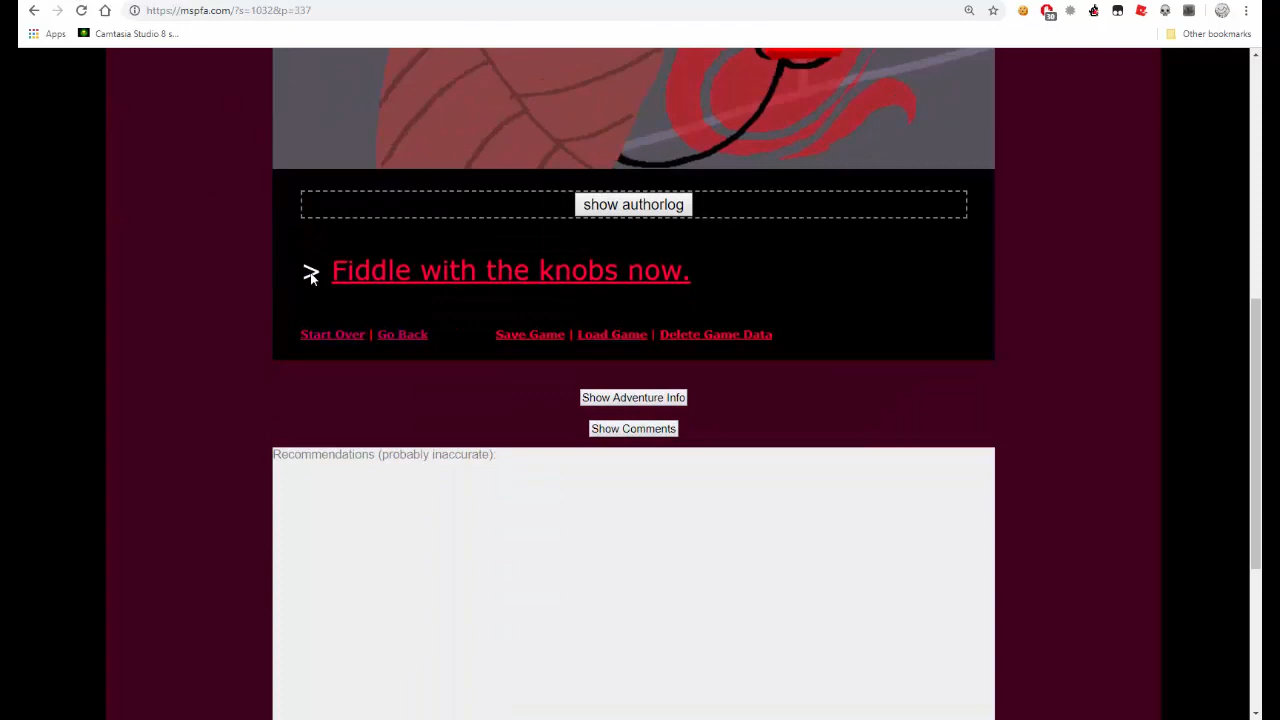 https://mspfa.com/?s=1032&p=337
30
Apps
Camtasia Studio 8 's...
Other bookmarks
show authorlog
> Fiddle with the knobs now.
Start Over | Go Back
Save Game | Load Game | Delete Game Data
Show Adventure Info
Show Comments
Recommendations (probably inaccurate):